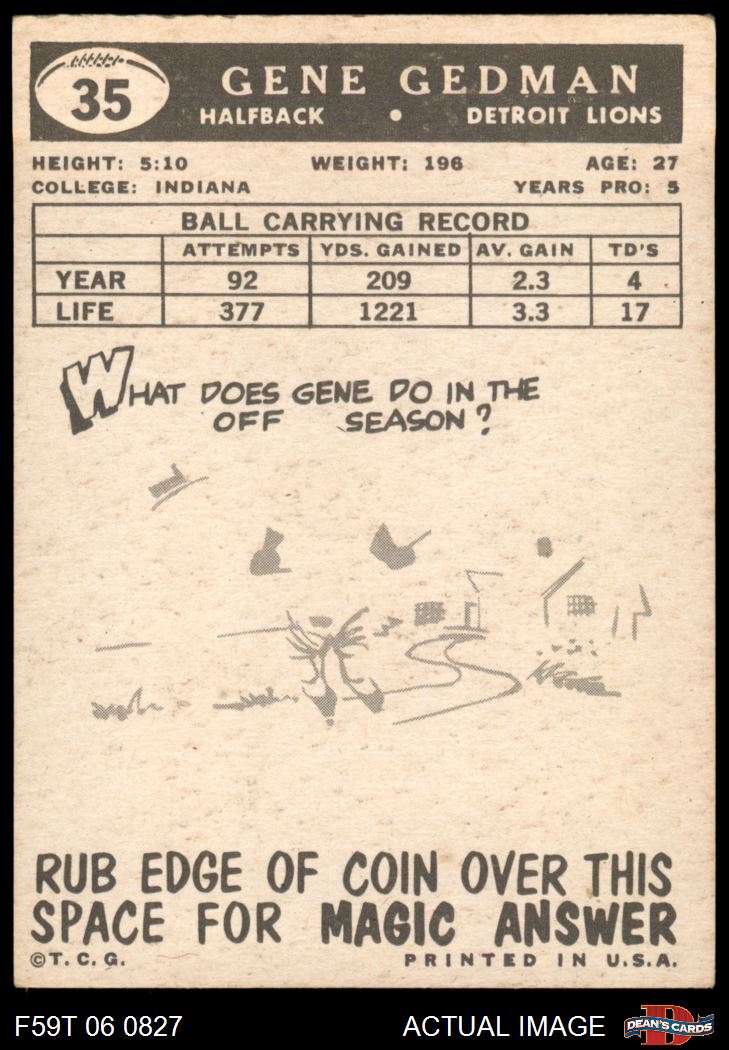 35
GENE GEDMAN
HALFBACK • DETROIT LIONS
HEIGHT: 5:10 WEIGHT: 196 AGE: 27
COLLEGE: INDIANA YEARS PRO: 5
BALL CARRYING RECORD
ATTEMPTS YDS. GAINED AV. GAIN TD'S
YEAR 92 209 2.3 4
LIFE 377 1221 3.3 17
WHAT DOES GENE DO IN THE
OFF SEASON?
RUB EDGE OF COIN OVER THIS
SPACE FOR MAGIC ANSWER
©T.C.G. PRINTED IN U.S.A.
F59T 06 0827 ACTUAL IMAGE DEAN'S CARDS